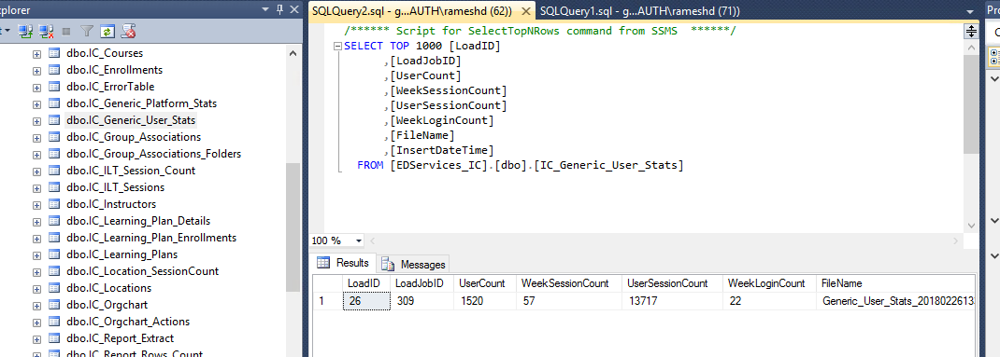 xplorer
dbo.IC_Courses
dbo.IC_Enrollments
dbo.IC_ErrorTable
dbo.IC_Generic_Platform_Stats
dbo.IC_Generic_User_Stats
dbo.IC_Group_Associations
dbo.IC_Group_Associations_Folders
dbo.IC_ILT_Session_Count
dbo.IC_ILT_Sessions
dbo.IC_Instructors
dbo.IC_Learning_Plan_Details
dbo.IC_Learning_Plan_Enrollments
dbo.IC_Learning_Plans
dbo.IC_Location_SessionCount
dbo.IC_Locations
dbo.IC_Orgchart
dbo.IC_Orgchart_Actions
dbo.IC_Report_Extract
dbo.IC_Report_Rows_Count
SQLQuery2.sql - g...AUTH\rameshd (62)) SQLQuery1.sql - g...AUTH\rameshd (71))
/****** Script for SelectTopNRows command from SSMS ******/
SELECT TOP 1000 [LoadID]
,[LoadJobID]
,[UserCount]
,[WeekSessionCount]
,[UserSessionCount]
,[WeekLoginCount]
,[FileName]
,[InsertDateTime]
FROM [EDServices_IC].[dbo].[IC_Generic_User_Stats]
100 %
Results Messages
LoadID LoadJobID UserCount WeekSessionCount UserSessionCount WeekLoginCount FileName
1 26 309 1520 57 13717 22 Generic_User_Stats_2018022613
Pro